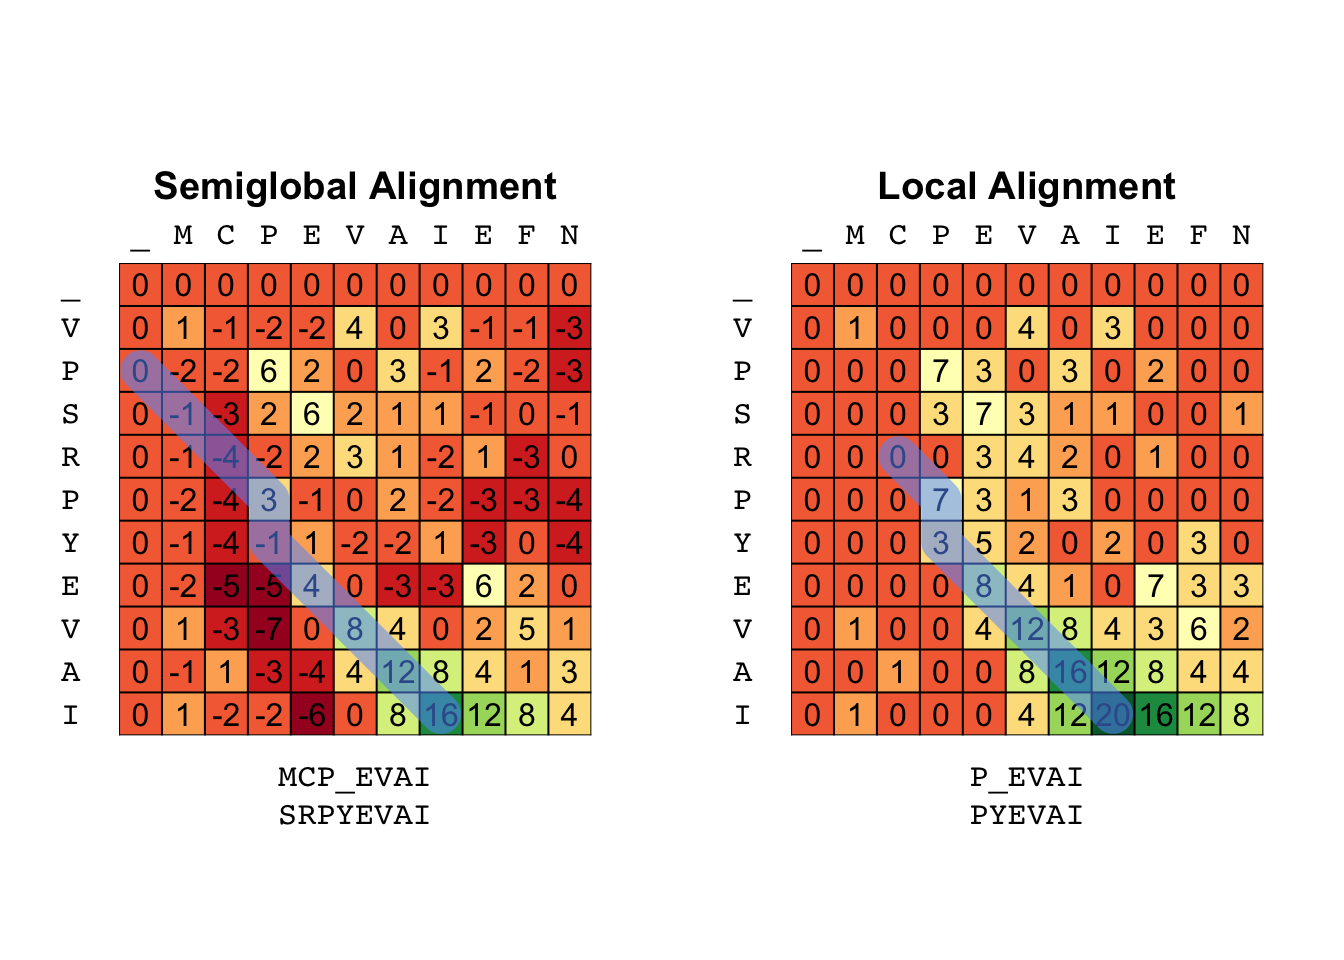 Semiglobal Alignment
_ M C P E V A I E F N
_ 0 0 0 0 0 0 0 0 0 0 0
V 0 1 -1 -2 -2 4 0 3 -1 -1 -3
P 0 -2 -2 6 2 0 3 -1 2 -2 -3
S 0 -1 -3 2 6 2 1 1 -1 0 -1
R 0 -1 -4 -2 2 3 1 -2 1 -3 0
P 0 -2 -4 3 -1 0 2 -2 -3 -3 -4
Y 0 -1 -4 -1 1 -2 -2 1 -3 0 -4
E 0 -2 -5 -5 4 0 -3 -3 6 2 0
V 0 1 -3 -7 0 8 4 0 2 5 1
A 0 -1 1 -3 -4 4 12 8 4 1 3
I 0 1 -2 -2 -6 0 8 16 12 8 4
MCP_EVAI
SRPYEVAI
Local Alignment
_ M C P E V A I E F N
_ 0 0 0 0 0 0 0 0 0 0 0
V 0 1 0 0 0 4 0 3 0 0 0
P 0 0 0 7 3 0 3 0 2 0 0
S 0 0 0 3 7 3 1 1 0 0 1
R 0 0 0 0 3 4 2 0 1 0 0
P 0 0 0 7 3 1 3 0 0 0 0
Y 0 0 0 3 5 2 0 2 0 3 0
E 0 0 0 0 8 4 1 0 7 3 3
V 0 1 0 0 4 12 8 4 3 6 2
A 0 0 1 0 0 8 16 12 8 4 4
I 0 1 0 0 0 4 12 20 16 12 8
P_EVAI
PYEVAI